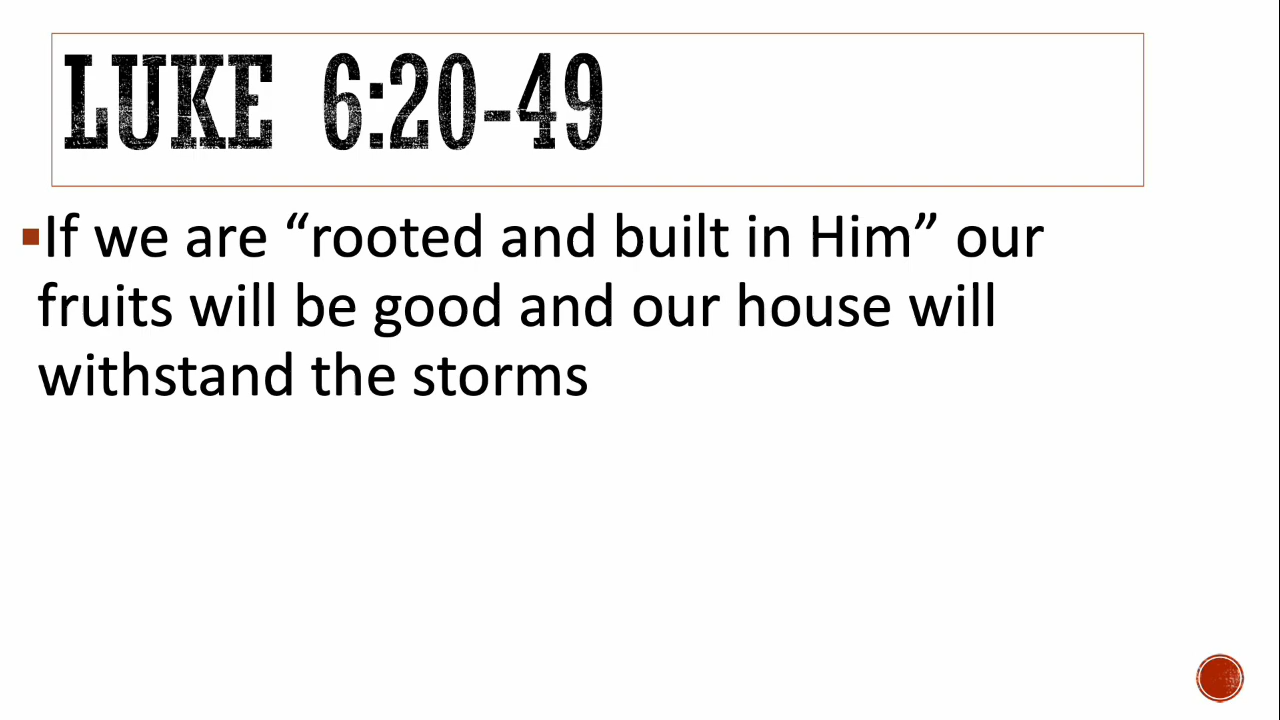 LUKE 6:20-49
▪If we are “rooted and built in Him” our
fruits will be good and our house will
withstand the storms